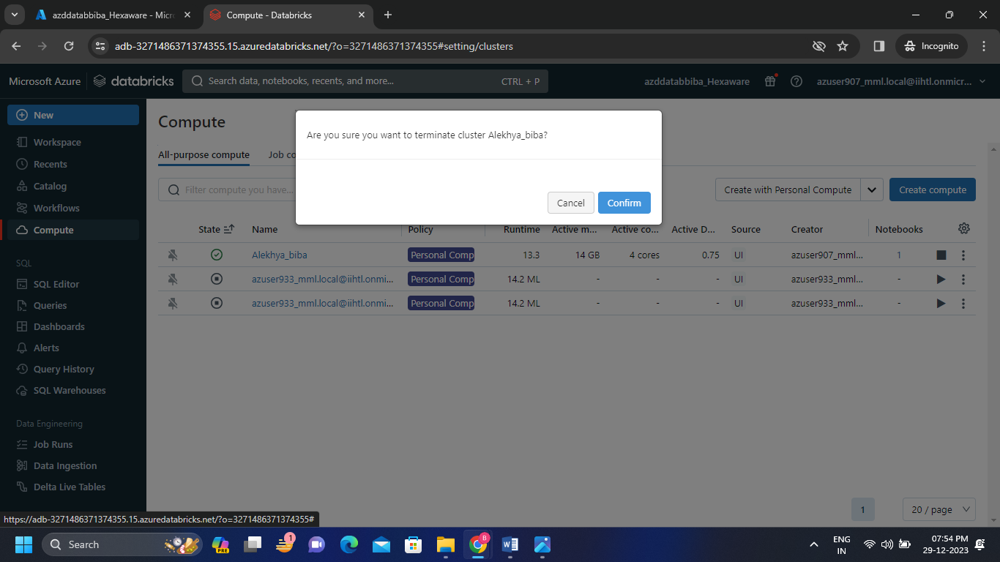 azddatabbiba_Hexaware - Micr
Compute - Databricks
adb-3271486371374355.15.azuredatabricks.net/?o=3271486371374355#setting/clusters
Incognito
Microsoft Azure
databricks
Search data, notebooks, recents, and more...
CTRL + P
azddatabbiba_Hexaware
azuser907_mml.local@iihtl.onmicr...
New
Workspace
Recents
Catalog
Workflows
Compute
SQL
SQL Editor
Queries
Dashboards
Alerts
Query History
SQL Warehouses
Data Engineering
Job Runs
Data Ingestion
Delta Live Tables
Compute
All-purpose compute
Job co
Filter compute you have...
Are you sure you want to terminate cluster Alekhya_biba?
Cancel
Confirm
Create with Personal Compute
Create compute
State Name Policy Runtime Active m... Active co... Active D... Source Creator Notebooks
Alekhya_biba Personal Comp 13.3 14 GB 4 cores 0.75 UI azuser907_mml... 1
azuser933_mml.local@iihtl.onmi... Personal Comp 14.2 ML - - - UI azuser933_mml... -
azuser933_mml.local@iihtl.onmi... Personal Comp 14.2 ML - - - UI azuser933_mml... -
1
20 / page
https://adb-3271486371374355.15.azuredatabricks.net/?o=3271486371374355#
Search
PRE
1
8
W
ENG
IN
07:54 PM
29-12-2023